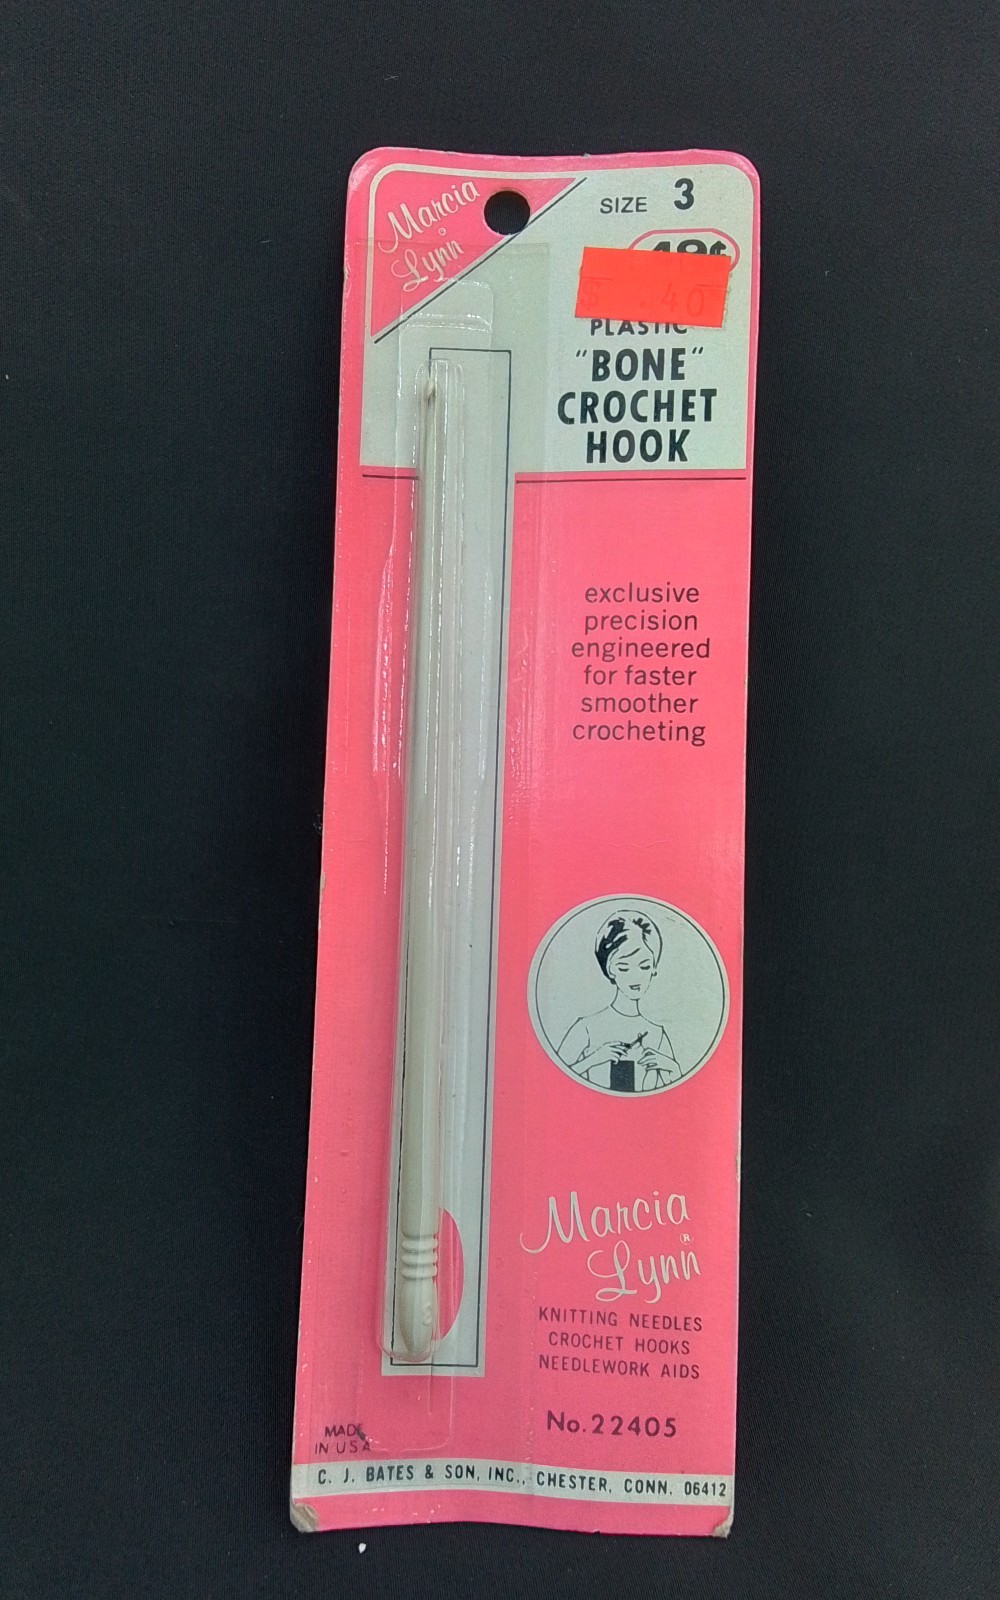 Marcia
Lynn
SIZE 3
49¢
$ .40
PLASTIC
"BONE"
CROCHET
HOOK
exclusive
precision
engineered
for faster
smoother
crocheting
Marcia
Lynn ®
KNITTING NEEDLES
CROCHET HOOKS
NEEDLEWORK AIDS
No. 22405
MADE
IN USA
C. J. BATES & SON, INC., CHESTER, CONN. 06412